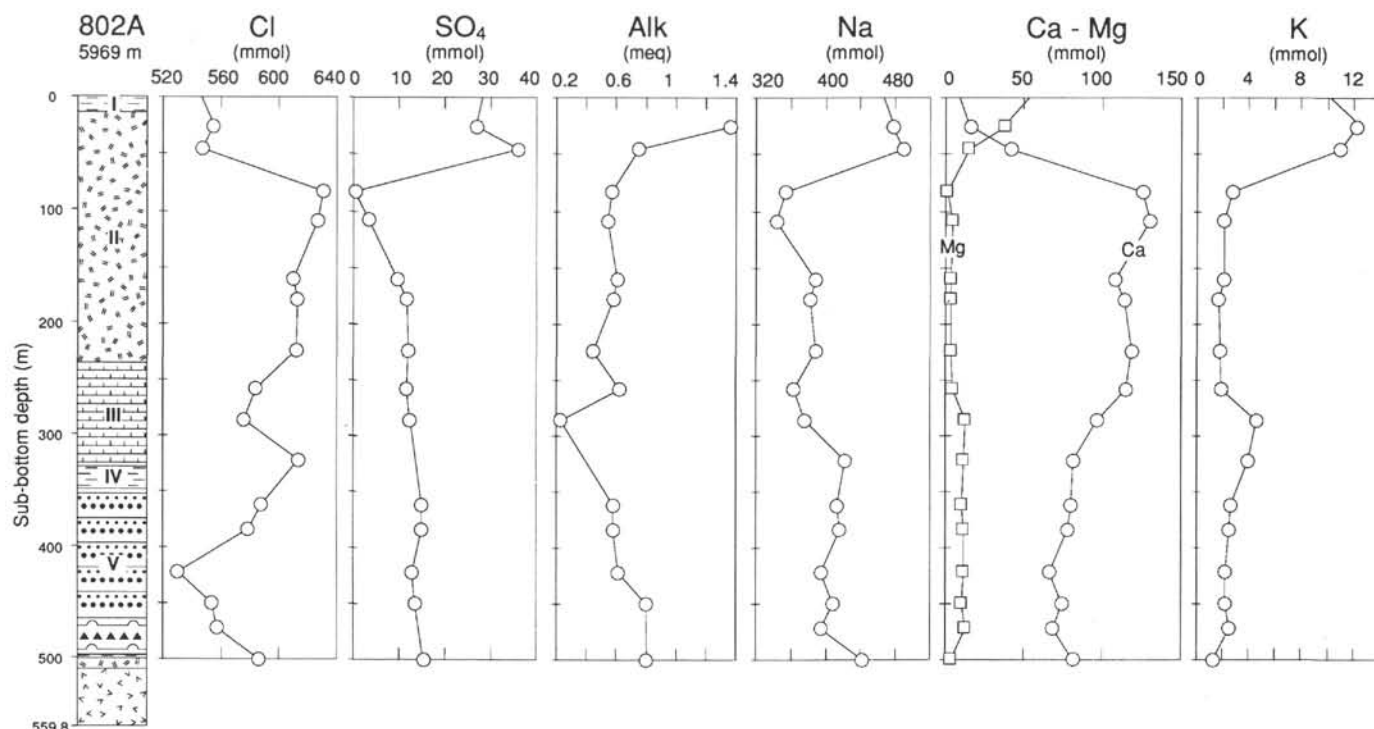 802A Cl SO₄ Alk Na Ca - Mg K
5969 m (mmol) (mmol) (meq) (mmol) (mmol) (mmol)
520 560 600 640 0 10 20 30 40 0.2 0.6 1 1.4 320 400 480 0 50 100 150 0 4 8 12
0
I
100
II
Mg Ca
200
Sub-bottom depth (m)
III
300
IV
400
V
500
559.8